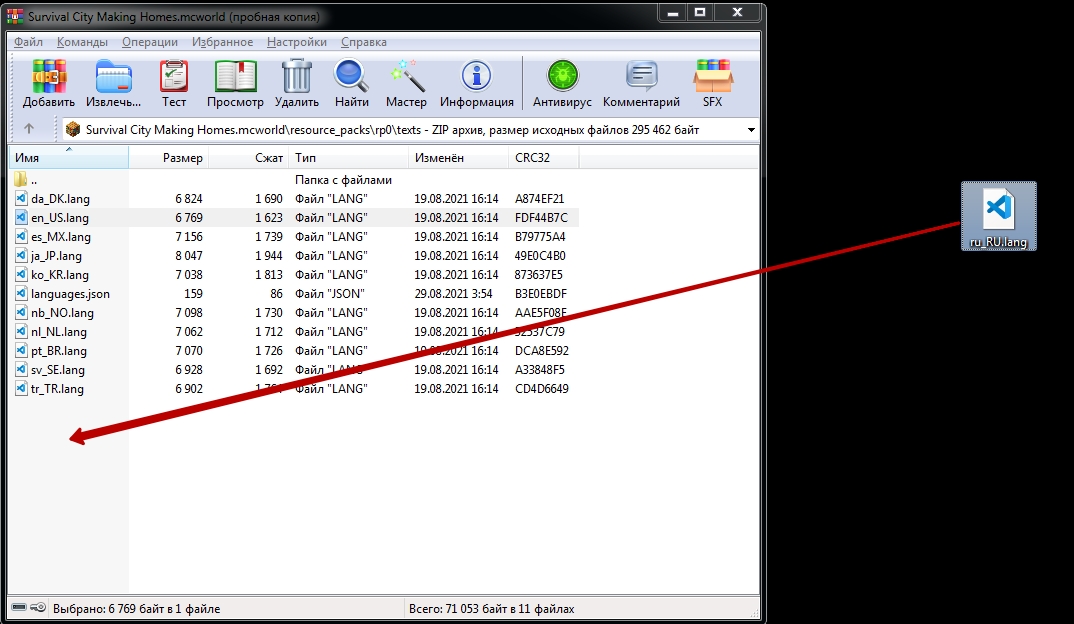 Survival City Making Homes.mcworld (пробная копия)
Файл Команды Операции Избранное Настройки Справка
Добавить Извлечь... Тест Просмотр Удалить Найти Мастер Информация Антивирус Комментарий SFX
Survival City Making Homes.mcworld\resource_packs\rp0\texts - ZIP архив, размер исходных файлов 295 462 байт
Имя Размер Сжат Тип Изменён CRC32
.. Папка с файлами
da_DK.lang 6 824 1 690 Файл "LANG" 19.08.2021 16:14 A874EF21
en_US.lang 6 769 1 623 Файл "LANG" 19.08.2021 16:14 FDF44B7C
es_MX.lang 7 156 1 739 Файл "LANG" 19.08.2021 16:14 B79775A4
ja_JP.lang 8 047 1 944 Файл "LANG" 19.08.2021 16:14 49E0C4B0
ko_KR.lang 7 038 1 813 Файл "LANG" 19.08.2021 16:14 873637E5
languages.json 159 86 Файл "JSON" 29.08.2021 3:54 B3E0EBDF
nb_NO.lang 7 098 1 730 Файл "LANG" 19.08.2021 16:14 AAE5F08E
nl_NL.lang 7 062 1 712 Файл "LANG" 19.08.2021 16:14
pt_BR.lang 7 070 1 726 Файл "LANG" 19.08.2021 16:14 DCA8E592
sv_SE.lang 6 928 1 692 Файл "LANG" 19.08.2021 16:14 A33848F5
tr_TR.lang 6 902 Файл "LANG" 19.08.2021 16:14 CD4D6649
Выбрано: 6 769 байт в 1 файле
Всего: 71 053 байт в 11 файлах
ru_RU.lang